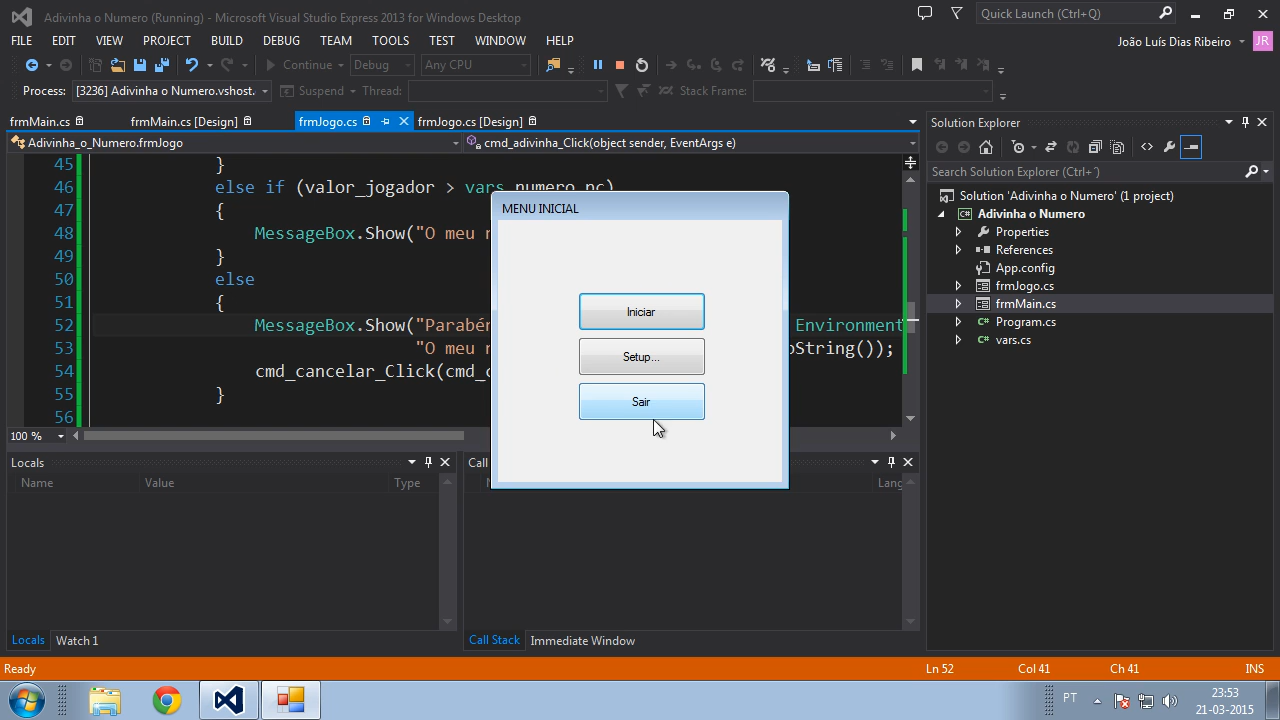 Adivinha o Numero (Running) - Microsoft Visual Studio Express 2013 for Windows Desktop
Quick Launch (Ctrl+Q)
FILE EDIT VIEW PROJECT BUILD DEBUG TEAM TOOLS TEST WINDOW HELP
João Luís Dias Ribeiro JR
Continue Debug Any CPU
Process: [3236] Adivinha o Numero.vshost. Suspend Thread: Stack Frame:
frmMain.cs frmMain.cs [Design] frmJogo.cs frmJogo.cs [Design]
Adivinha_o_Numero.frmJogo cmd_adivinha_Click(object sender, EventArgs e)
45 }
46 else if (valor_jogador > vars.numero_pc)
47 {
48 MessageBox.Show("O meu
49 }
50 else
51 {
52 MessageBox.Show("Parabén Environment
53 "O meu oString());
54 cmd_cancelar_Click(cmd_c
55 }
56
100 %
MENU INICIAL
Iniciar
Setup...
Sair
Solution Explorer
Search Solution Explorer (Ctrl+´)
Solution 'Adivinha o Numero' (1 project)
C# Adivinha o Numero
Properties
References
App.config
frmJogo.cs
frmMain.cs
C# Program.cs
C# vars.cs
Locals
Name Value Type
Locals Watch 1
Call
Lang
Call Stack Immediate Window
Ready Ln 52 Col 41 Ch 41 INS
PT
23:53
21-03-2015